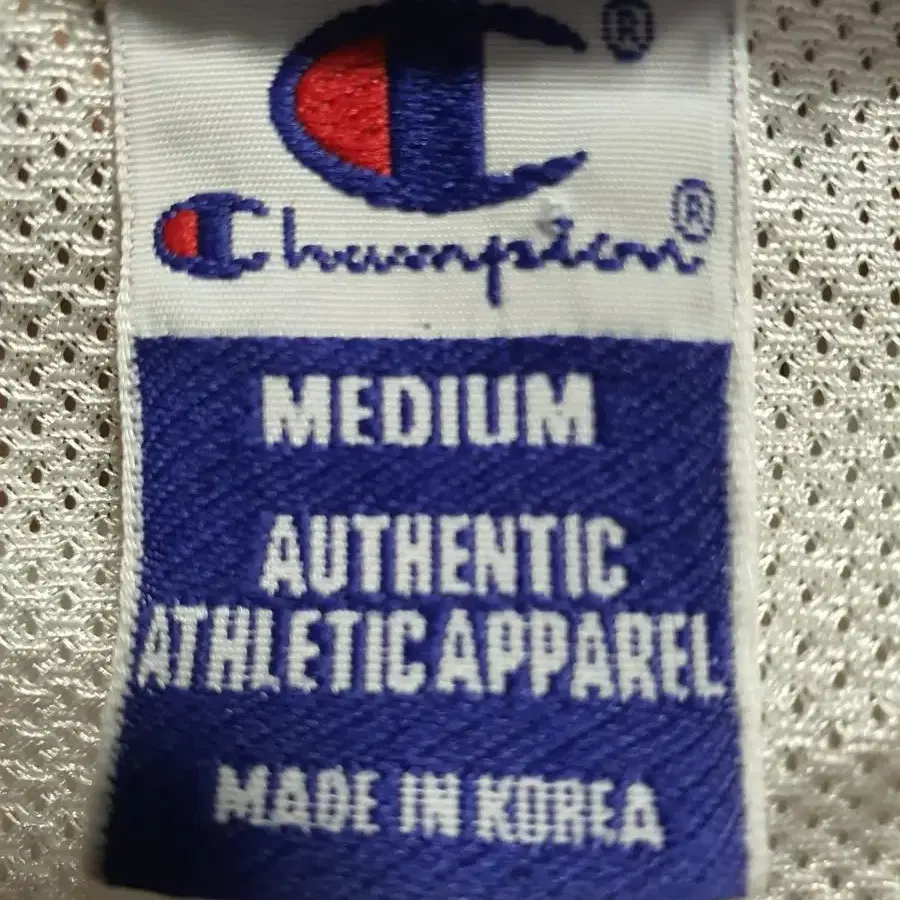 ®
Champion®
MEDIUM
AUTHENTIC
ATHLETIC APPAREL
MADE IN KOREA